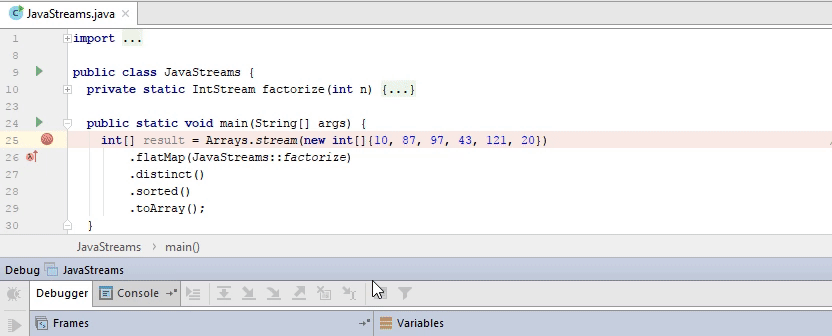 JavaStreams.java
1 import ...
8
9 public class JavaStreams {
10 private static IntStream factorize(int n) {...}
23
24 public static void main(String[] args) {
25 int[] result = Arrays.stream(new int[]{10, 87, 97, 43, 121, 20})
26 .flatMap(JavaStreams::factorize)
27 .distinct()
28 .sorted()
29 .toArray();
30 }
JavaStreams › main()
Debug JavaStreams
Debugger Console
Frames Variables